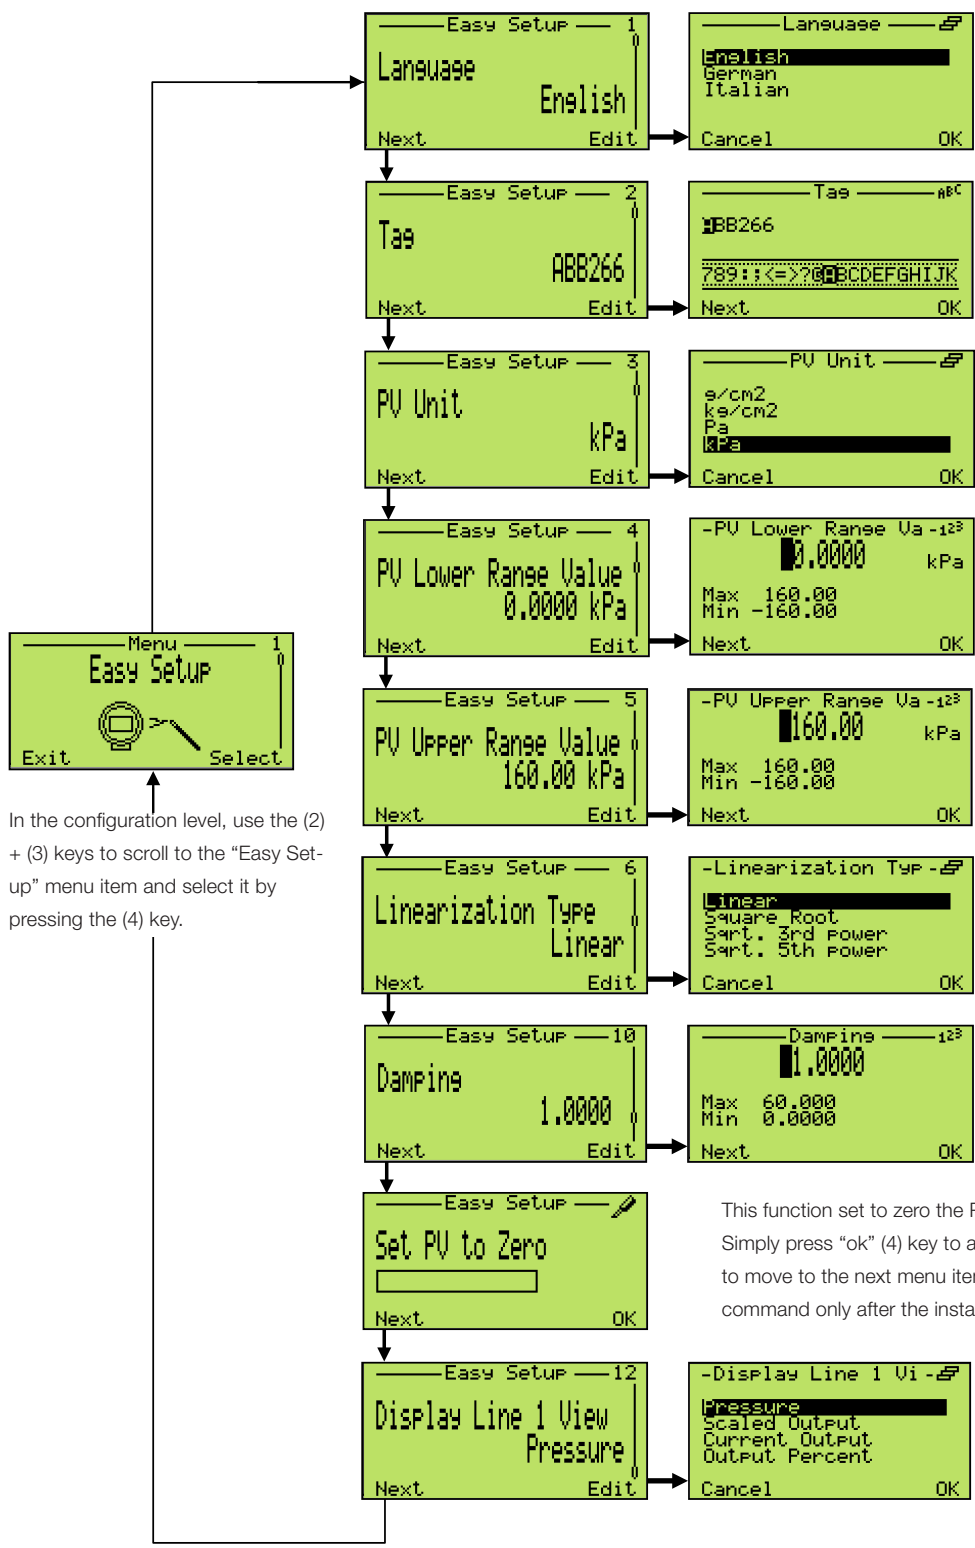 Easy Setup 1
Language
English
Next Edit
Language
English
German
Italian
Cancel OK
Easy Setup 2
Tag
ABB266
Next Edit
Tag ABC
ABB266
789:;<=>?@ABCDEFGHIJK
Next OK
Easy Setup 3
PV Unit
kPa
Next Edit
PV Unit
g/cm2
kg/cm2
Pa
kPa
Cancel OK
Easy Setup 4
PV Lower Range Value
0.0000 kPa
Next Edit
-PV Lower Range Va-123
0.0000 kPa
Max 160.00
Min -160.00
Next OK
Menu 1
Easy Setup
Exit Select
In the configuration level, use the (2)
+ (3) keys to scroll to the “Easy Set-
up” menu item and select it by
pressing the (4) key.
Easy Setup 5
PV Upper Range Value
160.00 kPa
Next Edit
-PV Upper Range Va-123
160.00 kPa
Max 160.00
Min -160.00
Next OK
Easy Setup 6
Linearization Type
Linear
Next Edit
-Linearization Typ-
Linear
Square Root
Sqrt. 3rd power
Sqrt. 5th power
Cancel OK
Easy Setup 10
Damping
1.0000
Next Edit
Damping 123
1.0000
Max 60.000
Min 0.0000
Next OK
Easy Setup
Set PV to Zero
Next OK
This function set to zero the
Simply press “ok” (4) key to
to move to the next menu
command only after the
Easy Setup 12
Display Line 1 View
Pressure
Next Edit
-Display Line 1 Vi-
Pressure
Scaled Output
Current Output
Output Percent
Cancel OK